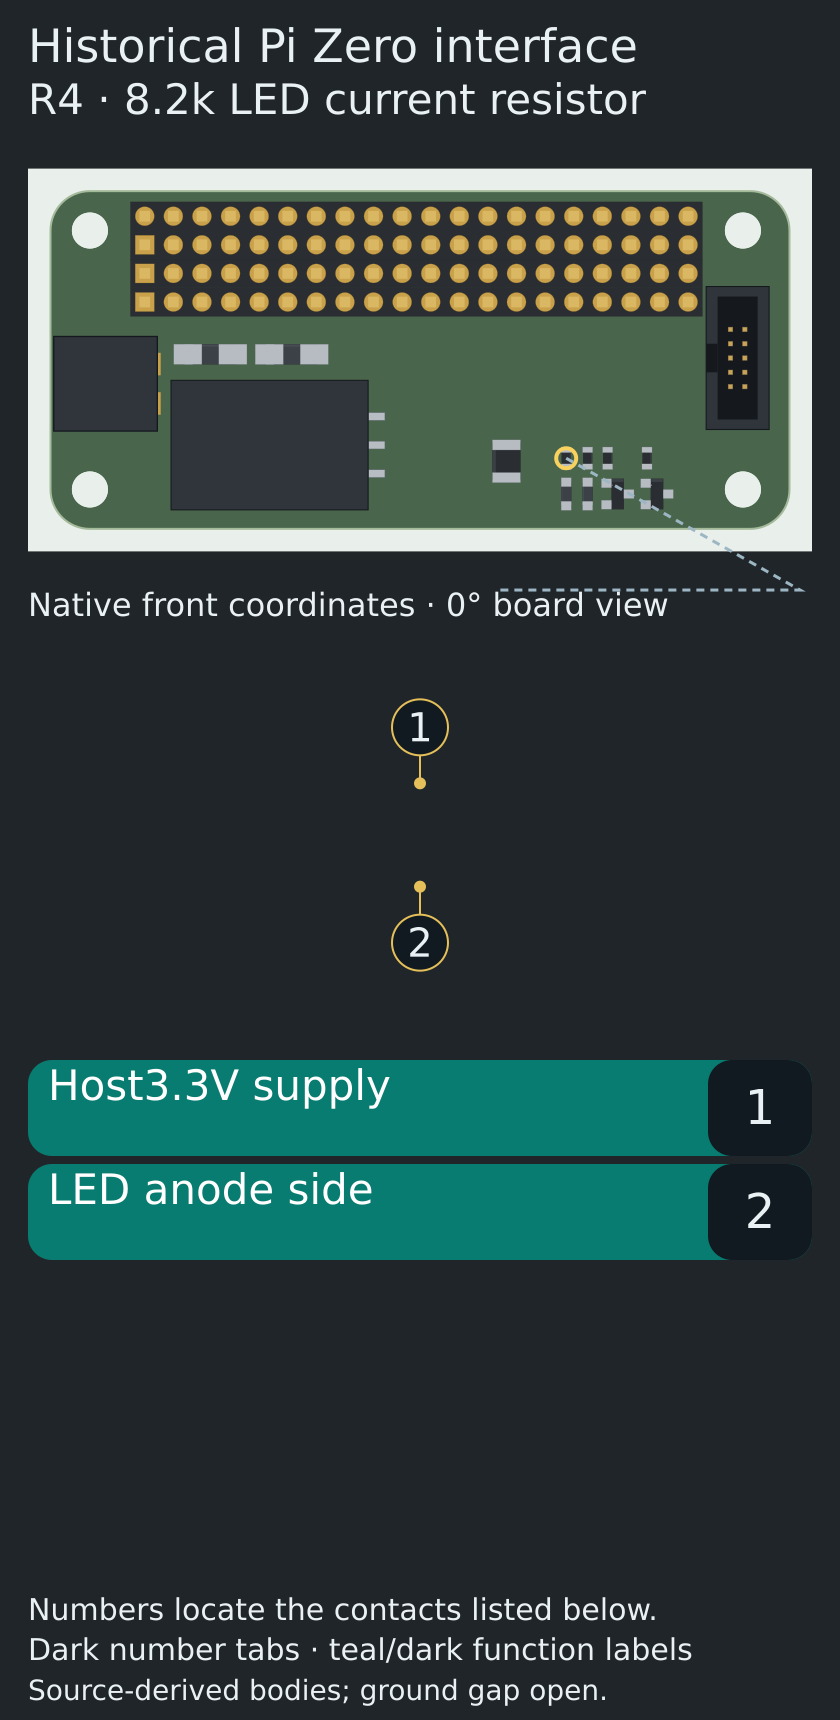 Historical Pi Zero interface
R4 · 8.2k LED current resistor
Native front coordinates · 0° board view
1
2
Host3.3V supply 1
LED anode side 2
Numbers locate the contacts listed below.
Dark number tabs · teal/dark function labels
Source-derived bodies; ground gap open.